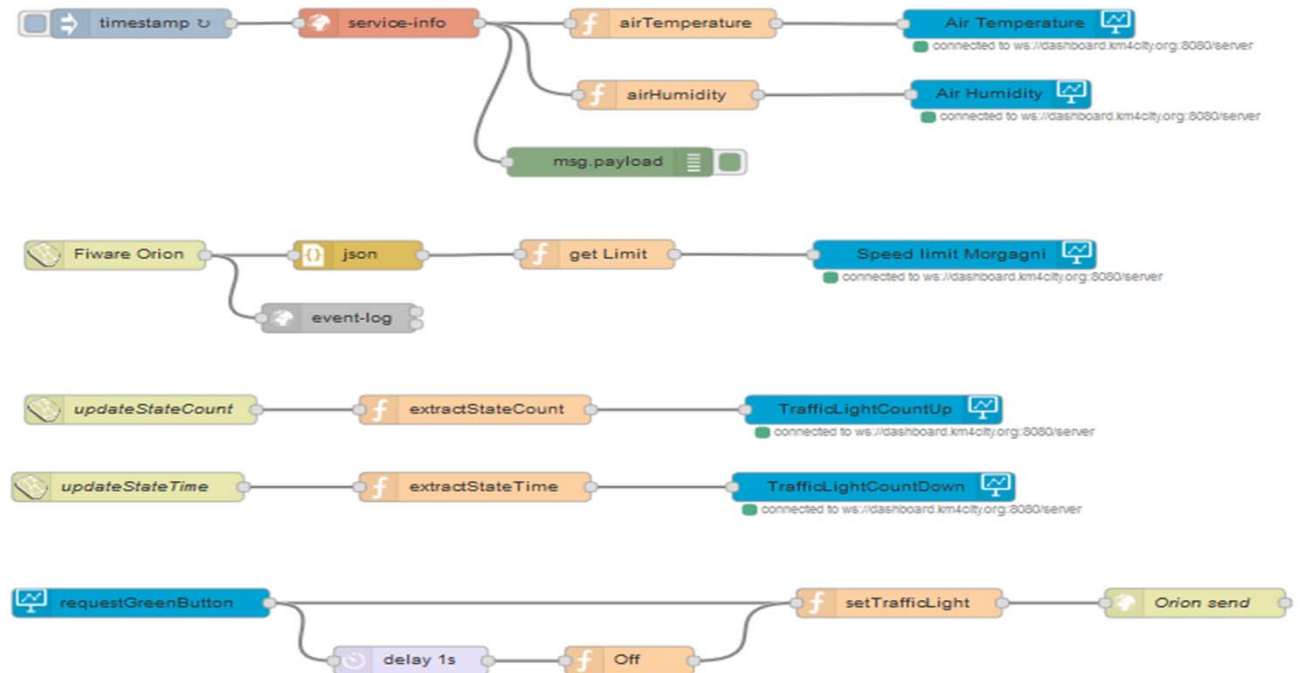 timestamp ↻ service-info airTemperature Air Temperature
connected to ws://dashboard.km4city.org:8080/server
airHumidity Air Humidity
connected to ws://dashboard.km4city.org:8080/server
msg.payload
Fiware Orion json get Limit Speed limit Morgagni
connected to ws://dashboard.km4city.org:8080/server
event-log
updateStateCount extractStateCount TrafficLightCountUp
connected to ws://dashboard.km4city.org:8080/server
updateStateTime extractStateTime TrafficLightCountDown
connected to ws://dashboard.km4city.org:8080/server
requestGreenButton setTrafficLight Orion send
delay 1s Off